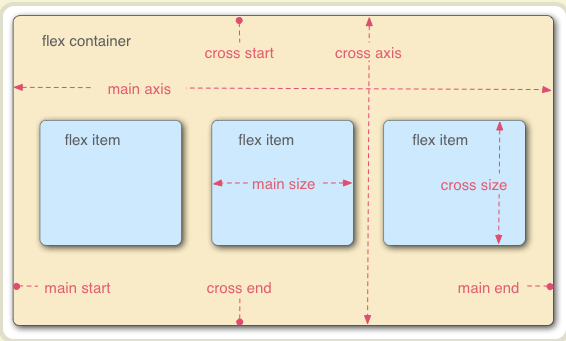 flex container
cross start
cross axis
main axis
flex item
flex item
flex item
main size
cross size
main start
cross end
main end